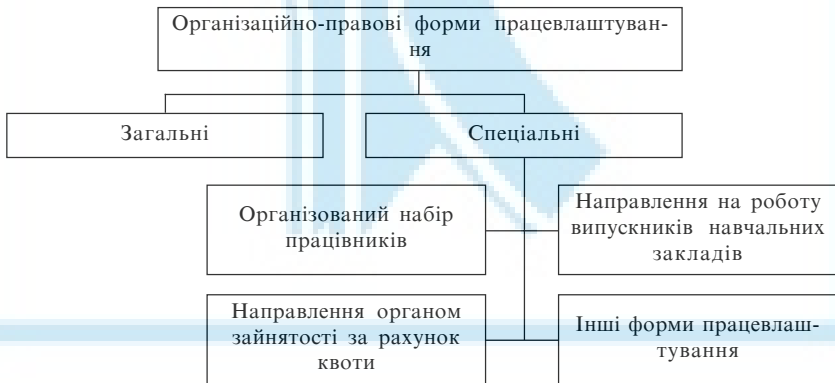 Організаційно-правові форми працевлаштуван-
ня
Загальні
Спеціальні
Організований набір
працівників
Направлення на роботу
випускників навчальних
закладів
Направлення органом
зайнятості за рахунок
квоти
Інші форми працевлаш-
тування